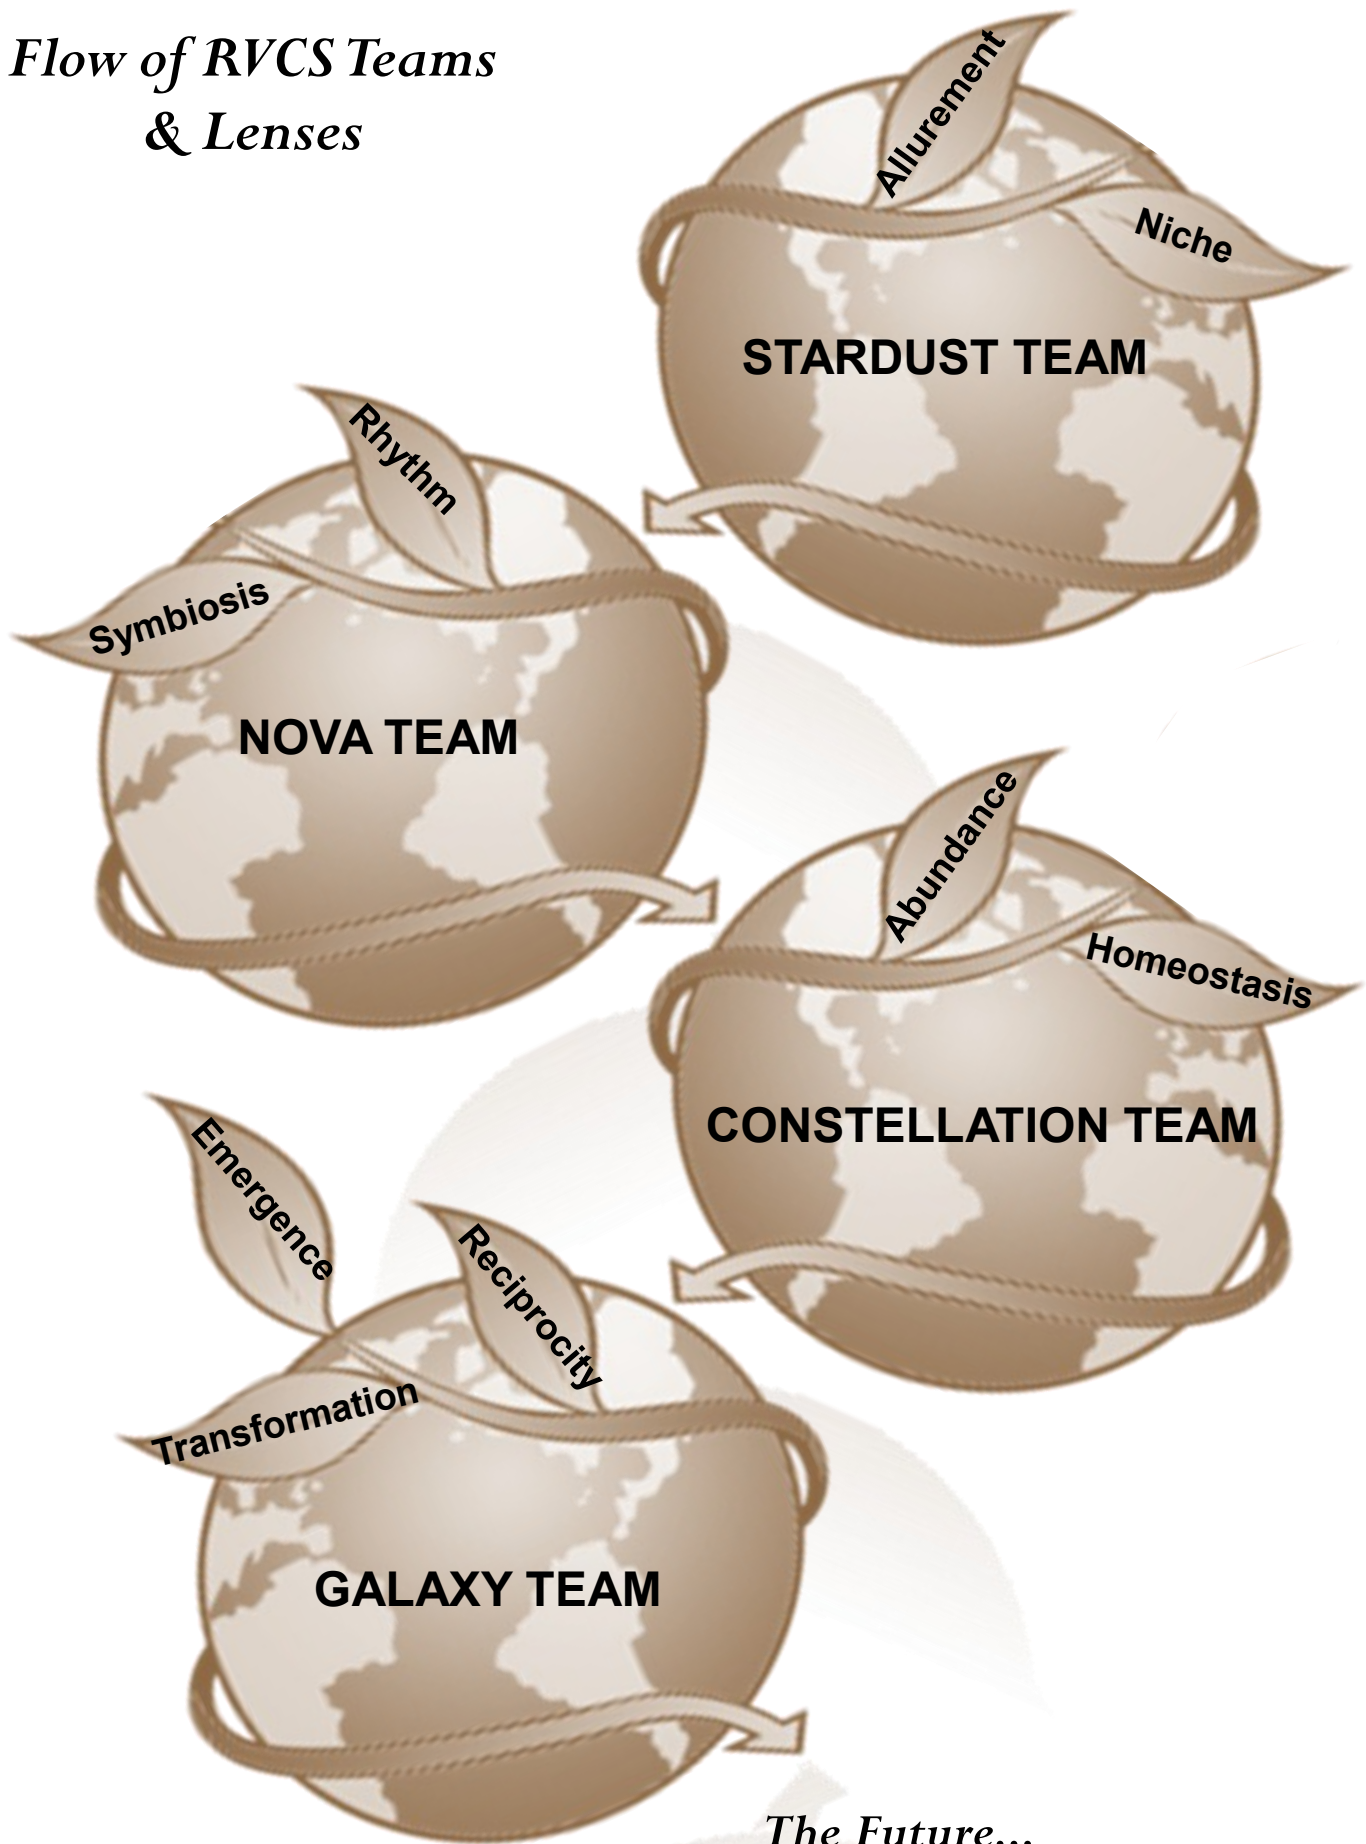 Flow of RVCS Teams
& Lenses
Allurement
Niche
STARDUST TEAM
Rhythm
Symbiosis
NOVA TEAM
Abundance
Homeostasis
CONSTELLATION TEAM
Emergence
Reciprocity
Transformation
GALAXY TEAM
The Future...